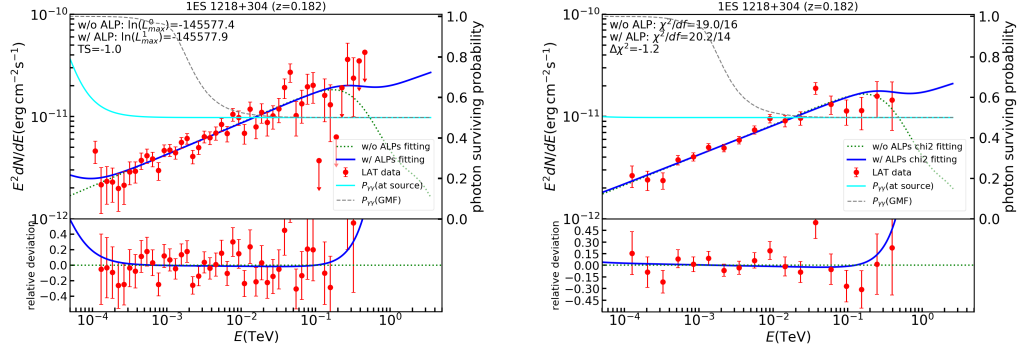 1ES 1218+304 (z=0.182)
w/o ALP: ln(L⁰max)=-145577.4
w/ ALP: ln(L¹max)=-145577.9
TS=-1.0
10⁻¹⁰
10⁻¹¹
10⁻¹²
E²dN/dE(erg cm⁻²s⁻¹)
1.0
0.8
0.6
0.4
0.2
0.0
photon surviving probability
w/o ALPs fitting
w/ ALPs fitting
LAT data
Pγγ(at source)
Pγγ(GMF)
0.4
0.2
0.0
−0.2
−0.4
relative deviation
10⁻⁴ 10⁻³ 10⁻² 10⁻¹ 10⁰
E(TeV)
1ES 1218+304 (z=0.182)
w/o ALP: χ²/df=19.0/16
w/ ALP: χ²/df=20.2/14
Δχ²=-1.2
10⁻¹⁰
10⁻¹¹
10⁻¹²
E²dN/dE(erg cm⁻²s⁻¹)
1.0
0.8
0.6
0.4
0.2
0.0
photon surviving probability
w/o ALPs chi2 fitting
w/ ALPs chi2 fitting
LAT data
Pγγ(at source)
Pγγ(GMF)
0.45
0.30
0.15
0.00
−0.15
−0.30
−0.45
relative deviation
10⁻⁴ 10⁻³ 10⁻² 10⁻¹ 10⁰
E(TeV)